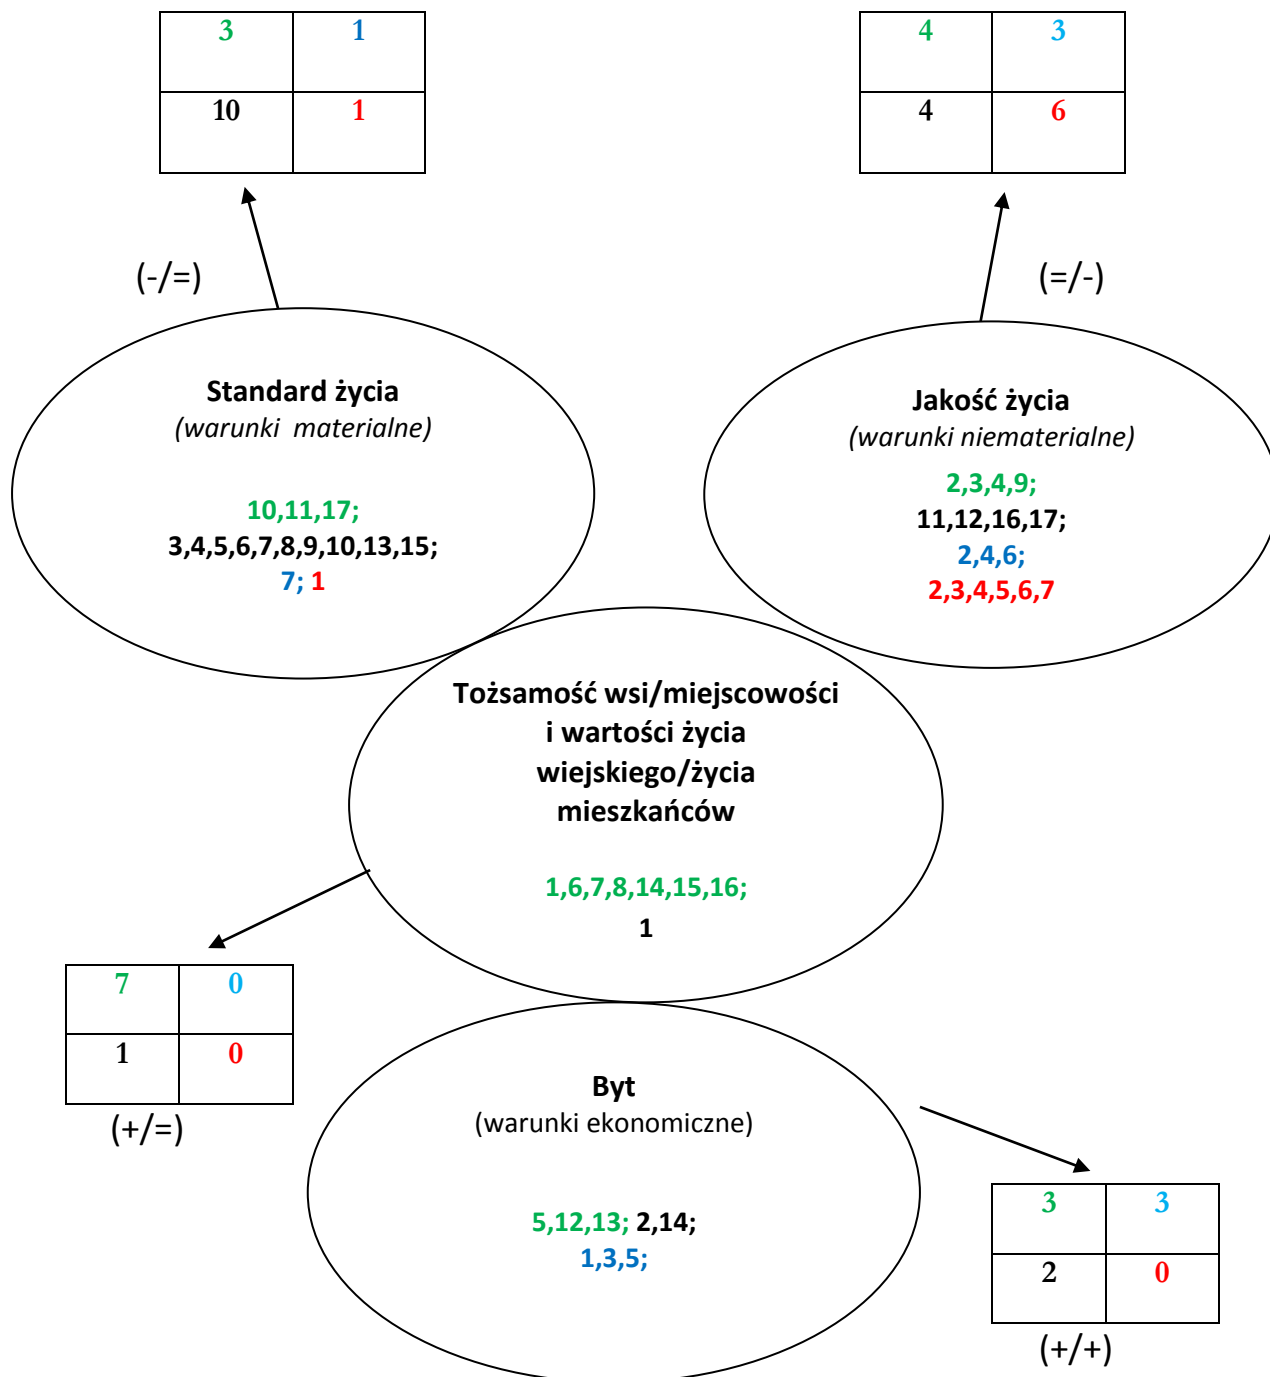 3 1
10 1
4 3
4 6
(-/=)
(=/-)
Standard życia
(warunki materialne)
10,11,17;
3,4,5,6,7,8,9,10,13,15;
7; 1
Jakość życia
(warunki niematerialne)
2,3,4,9;
11,12,16,17;
2,4,6;
2,3,4,5,6,7
Tożsamość wsi/miejscowości
i wartości życia
wiejskiego/życia
mieszkańców
1,6,7,8,14,15,16;
1
7 0
1 0
(+/=)
Byt
(warunki ekonomiczne)
5,12,13; 2,14;
1,3,5;
3 3
2 0
(+/+)